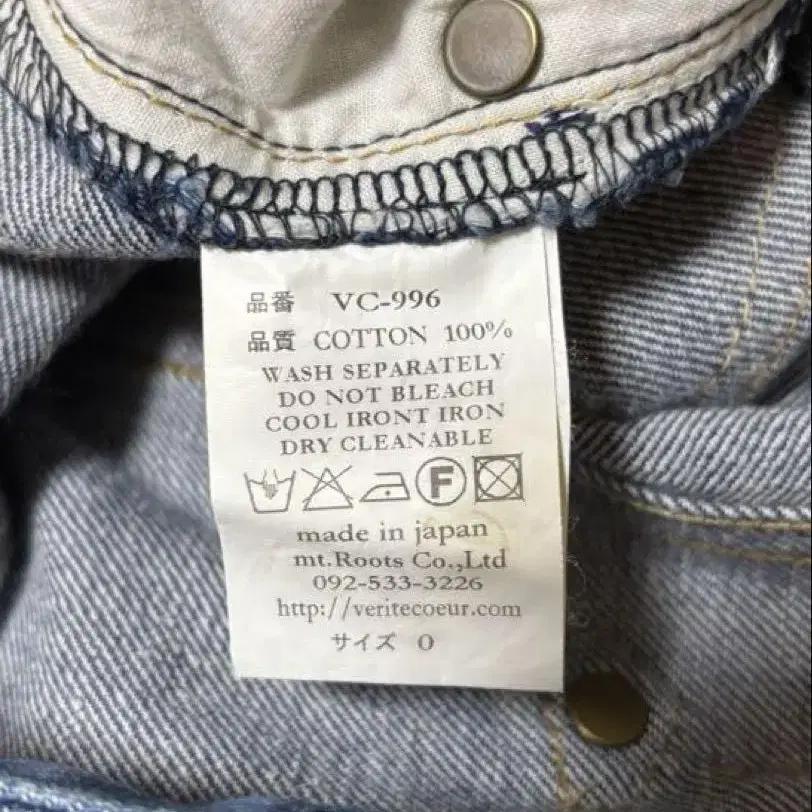 品番 VC-996
品質 COTTON 100%
WASH SEPARATELY
DO NOT BLEACH
COOL IRONT IRON
DRY CLEANABLE
F
made in japan
mt.Roots Co.,Ltd
092-533-3226
http://veritecoeur.com
サイズ 0